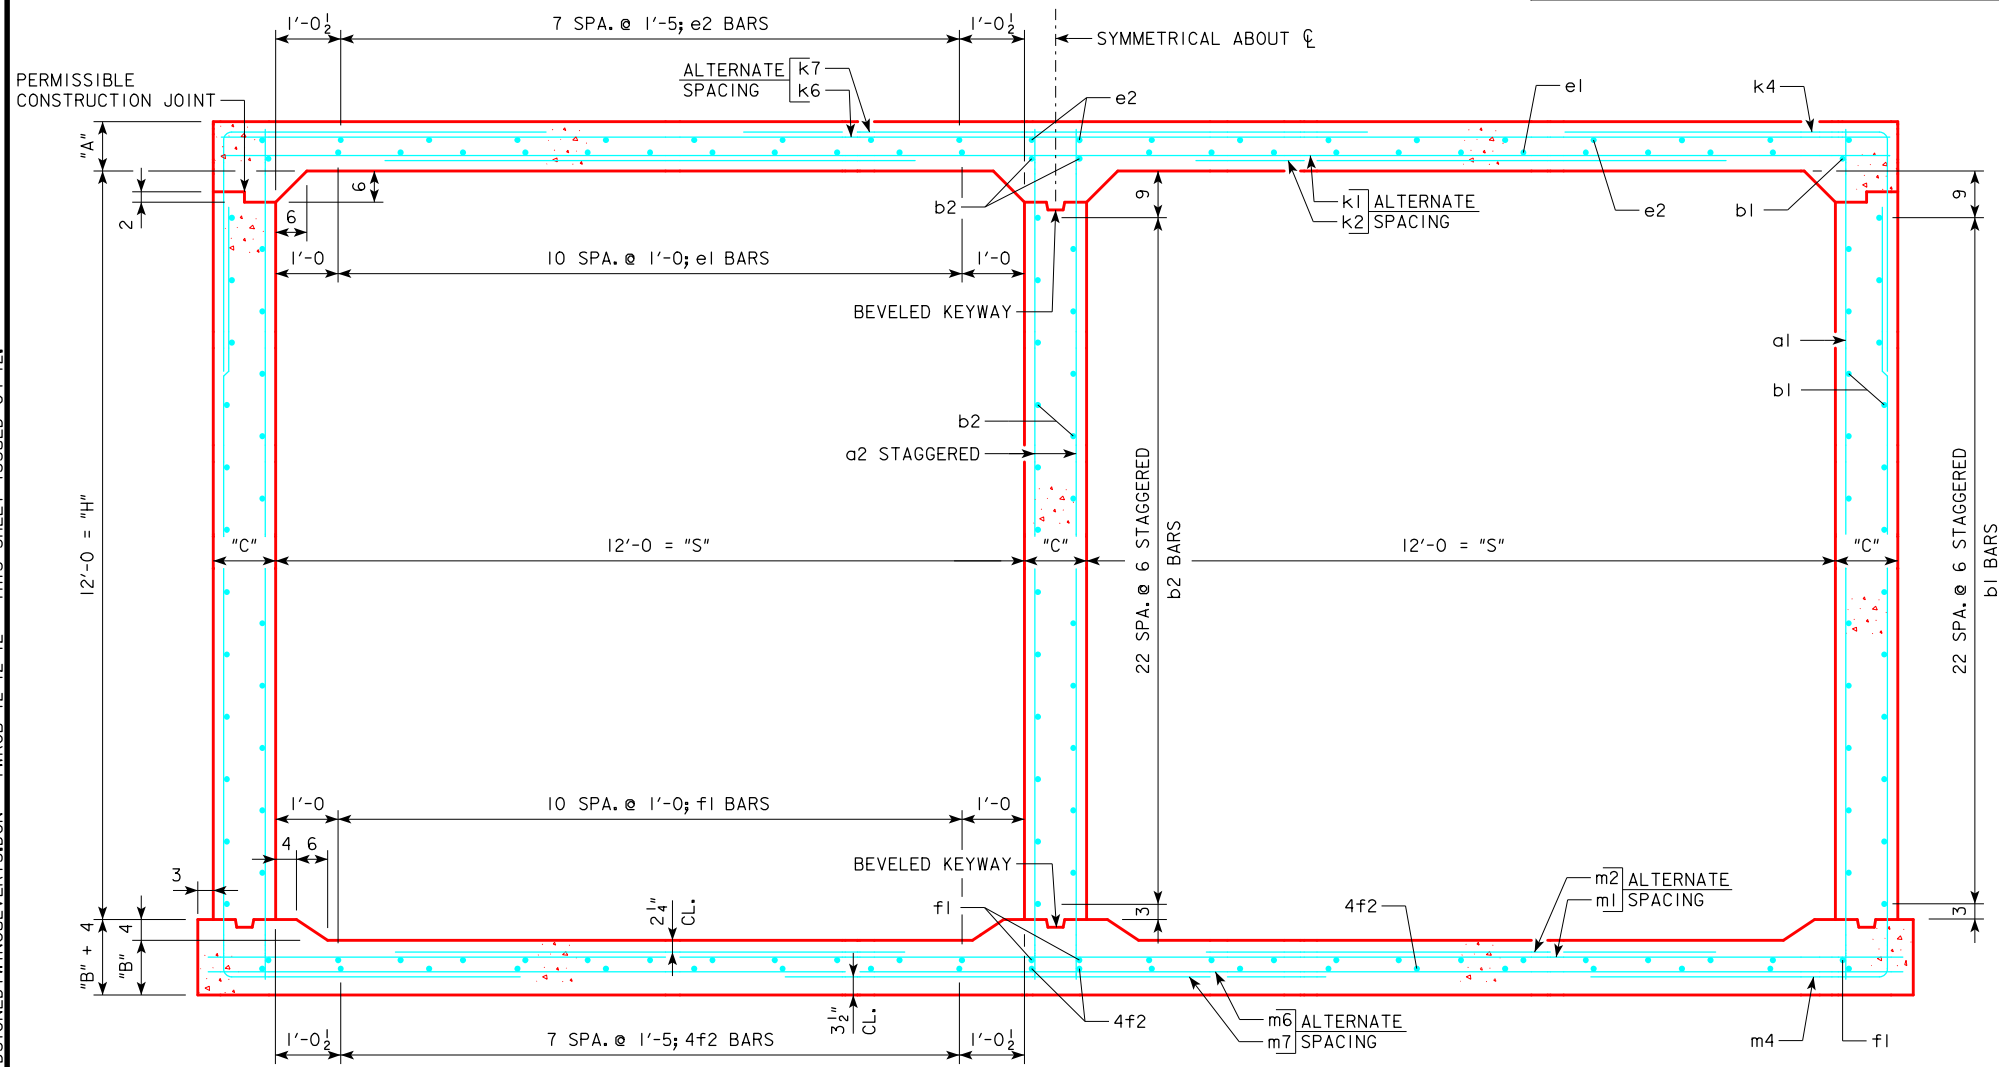 1'-0½
7 SPA. @ 1'-5; e2 BARS
1'-0½
SYMMETRICAL ABOUT ℄
PERMISSIBLE
CONSTRUCTION JOINT
ALTERNATE
SPACING
k7
k6
e2
e1
k4
"A"
2
6
6
b2
k1
k2
ALTERNATE
SPACING
9
e2
b1
9
1'-0
10 SPA. @ 1'-0; e1 BARS
1'-0
BEVELED KEYWAY
a1
b1
b2
a2 STAGGERED
12'-0 = "H"
"C"
12'-0 = "S"
"C"
22 SPA. @ 6 STAGGERED
b2 BARS
12'-0 = "S"
"C"
22 SPA. @ 6 STAGGERED
b1 BARS
1'-0
10 SPA. @ 1'-0; f1 BARS
1'-0
4
6
BEVELED KEYWAY
3
f1
2¼"
CL.
3
4f2
m2
m1
ALTERNATE
SPACING
3
"B" + 4
4
"B"
3½"
CL.
4f2
m6
m7
ALTERNATE
SPACING
m4
f1
1'-0½
7 SPA. @ 1'-5; 4f2 BARS
1'-0½